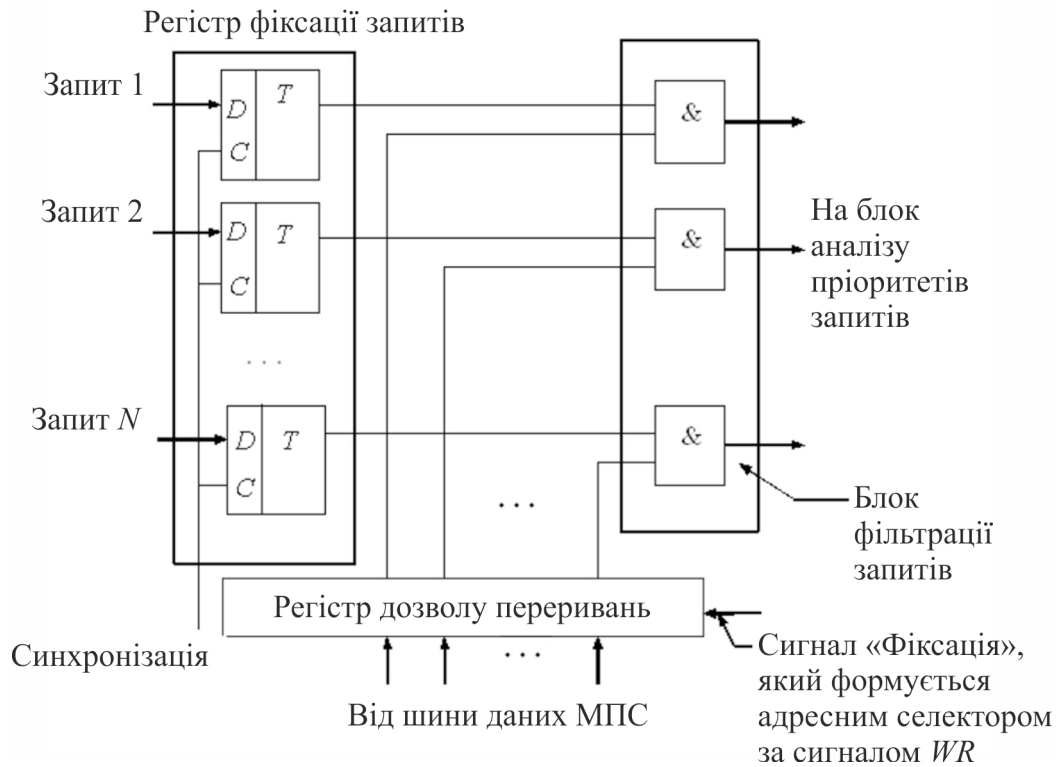 Регістр фіксації запитів
Запит 1
D
T
C
&
Запит 2
D
T
C
&
На блок
аналізу
пріоритетів
запитів
. . .
Запит N
D
T
C
&
. . .
Блок
фільтрації
запитів
Регістр дозволу переривань
Синхронізація
. . .
Від шини даних МПС
Сигнал «Фіксація»,
який формується
адресним селектором
за сигналом WR